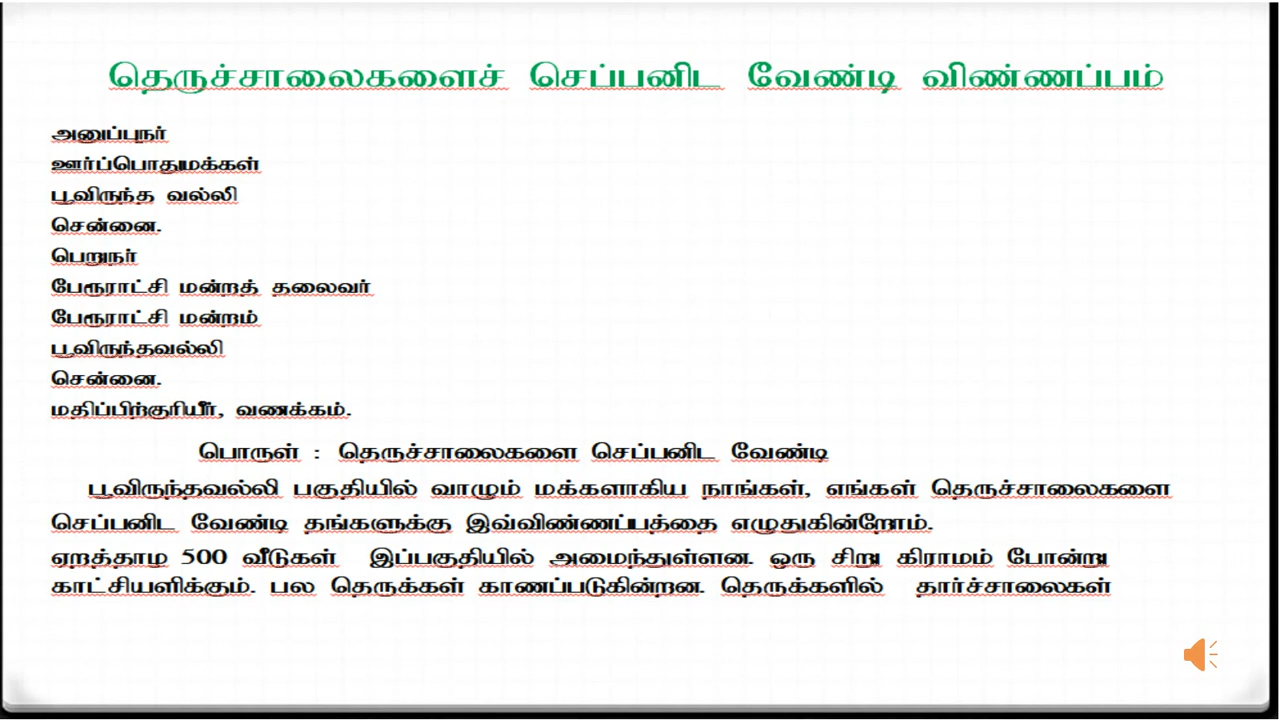 தெருச்சாலைகளைச் செப்பனிட வேண்டி விண்ணப்பம்
அனுப்புநர்
ஊர்ப்பொதுமக்கள்
பூவிருந்த வல்லி
சென்னை.
பெறுநர்
பேரூராட்சி மன்றத் தலைவர்
பேரூராட்சி மன்றம்
பூவிருந்தவல்லி
சென்னை.
மதிப்பிற்குரியீர், வணக்கம்.
பொருள் : தெருச்சாலைகளை செப்பனிட வேண்டி
பூவிருந்தவல்லி பகுதியில் வாழும் மக்களாகிய நாங்கள், எங்கள் தெருச்சாலைகளை
செப்பனிட வேண்டி தங்களுக்கு இவ்விண்ணப்பத்தை எழுதுகின்றோம்.
ஏறத்தாழ 500 வீடுகள் இப்பகுதியில் அமைந்துள்ளன. ஒரு சிறு கிராமம் போன்று
காட்சியளிக்கும். பல தெருக்கள் காணப்படுகின்றன. தெருக்களில் தார்ச்சாலைகள்